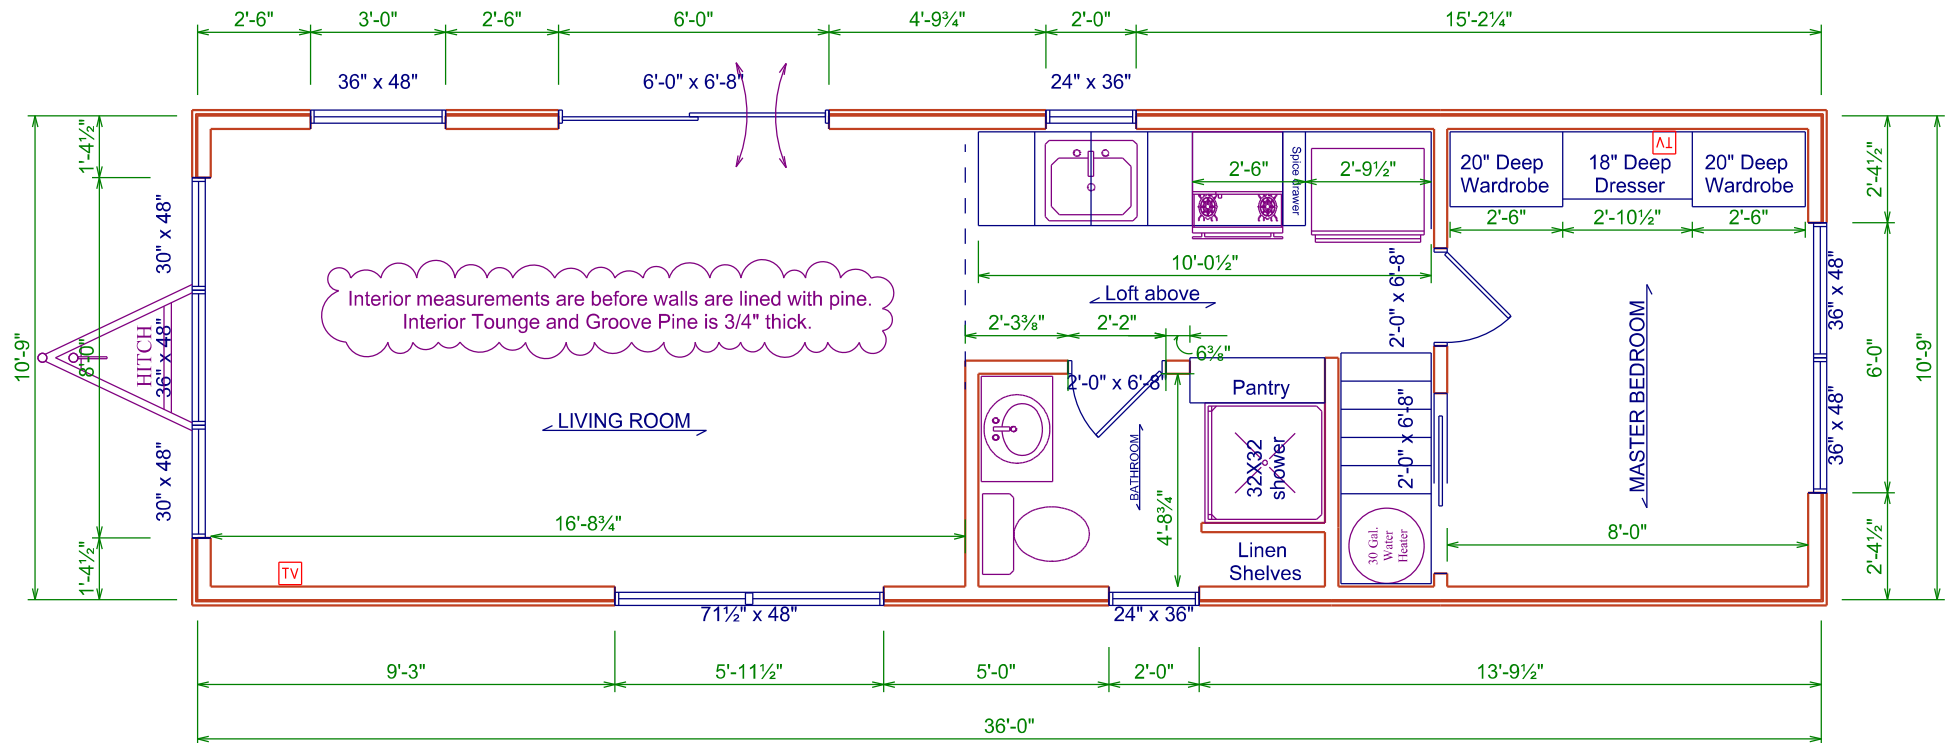 2'-6" 3'-0" 2'-6" 6'-0" 4'-9¾" 2'-0" 15'-2¼"
36" x 48" 6'-0" x 6'-8" 24" x 36"
1'-4½"
30" x 48"
10'-9"
8'-0"
HITCH
36" x 48"
30" x 48"
1'-4½"
Interior measurements are before walls are lined with pine.
Interior Tounge and Groove Pine is 3/4" thick.
LIVING ROOM
16'-8¾"
TV
71½" x 48"
2'-6"
Spice drawer
2'-9½"
10'-0½"
Loft above
2'-3⅜" 2'-2"
6⅜"
2'-0" x 6'-8"
Pantry
BATHROOM
32X32
shower
4'-8¾"
Linen
Shelves
24" x 36"
2'-0" x 6'-8"
2'-0" x 6'-8"
30 Gal.
Water
Heater
TV
20" Deep
Wardrobe
18" Deep
Dresser
20" Deep
Wardrobe
2'-6" 2'-10½" 2'-6"
MASTER BEDROOM
8'-0"
36" x 48"
36" x 48"
2'-4½"
6'-0"
2'-4½"
10'-9"
9'-3" 5'-11½" 5'-0" 2'-0" 13'-9½"
36'-0"